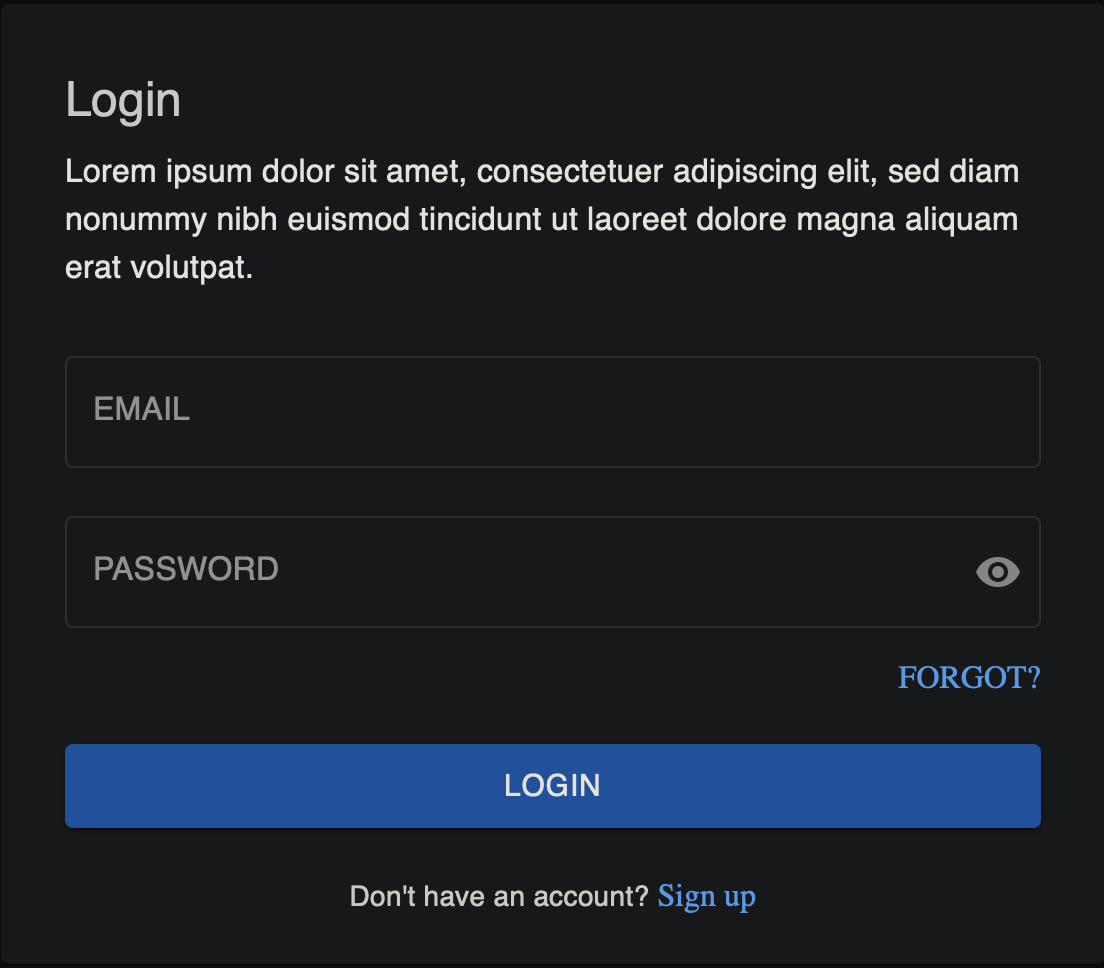 Login
Lorem ipsum dolor sit amet, consectetuer adipiscing elit, sed diam
nonummy nibh euismod tincidunt ut laoreet dolore magna aliquam
erat volutpat.
EMAIL
PASSWORD
FORGOT?
LOGIN
Don't have an account? Sign up